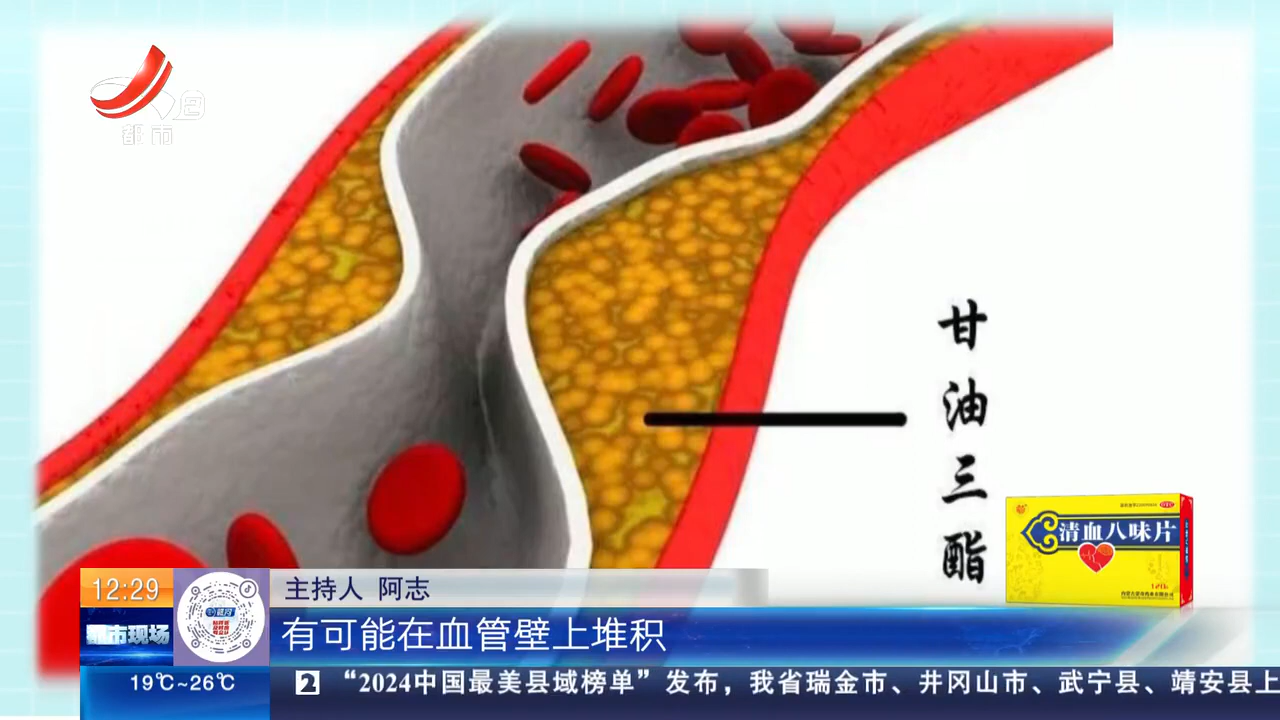 都市
甘油三酯
清血八味片
12:29
主持人 阿志
都市现场
有可能在血管壁上堆积
19℃~26℃
2 “2024中国最美县域榜单”发布，我省瑞金市、井冈山市、武宁县、靖安县上